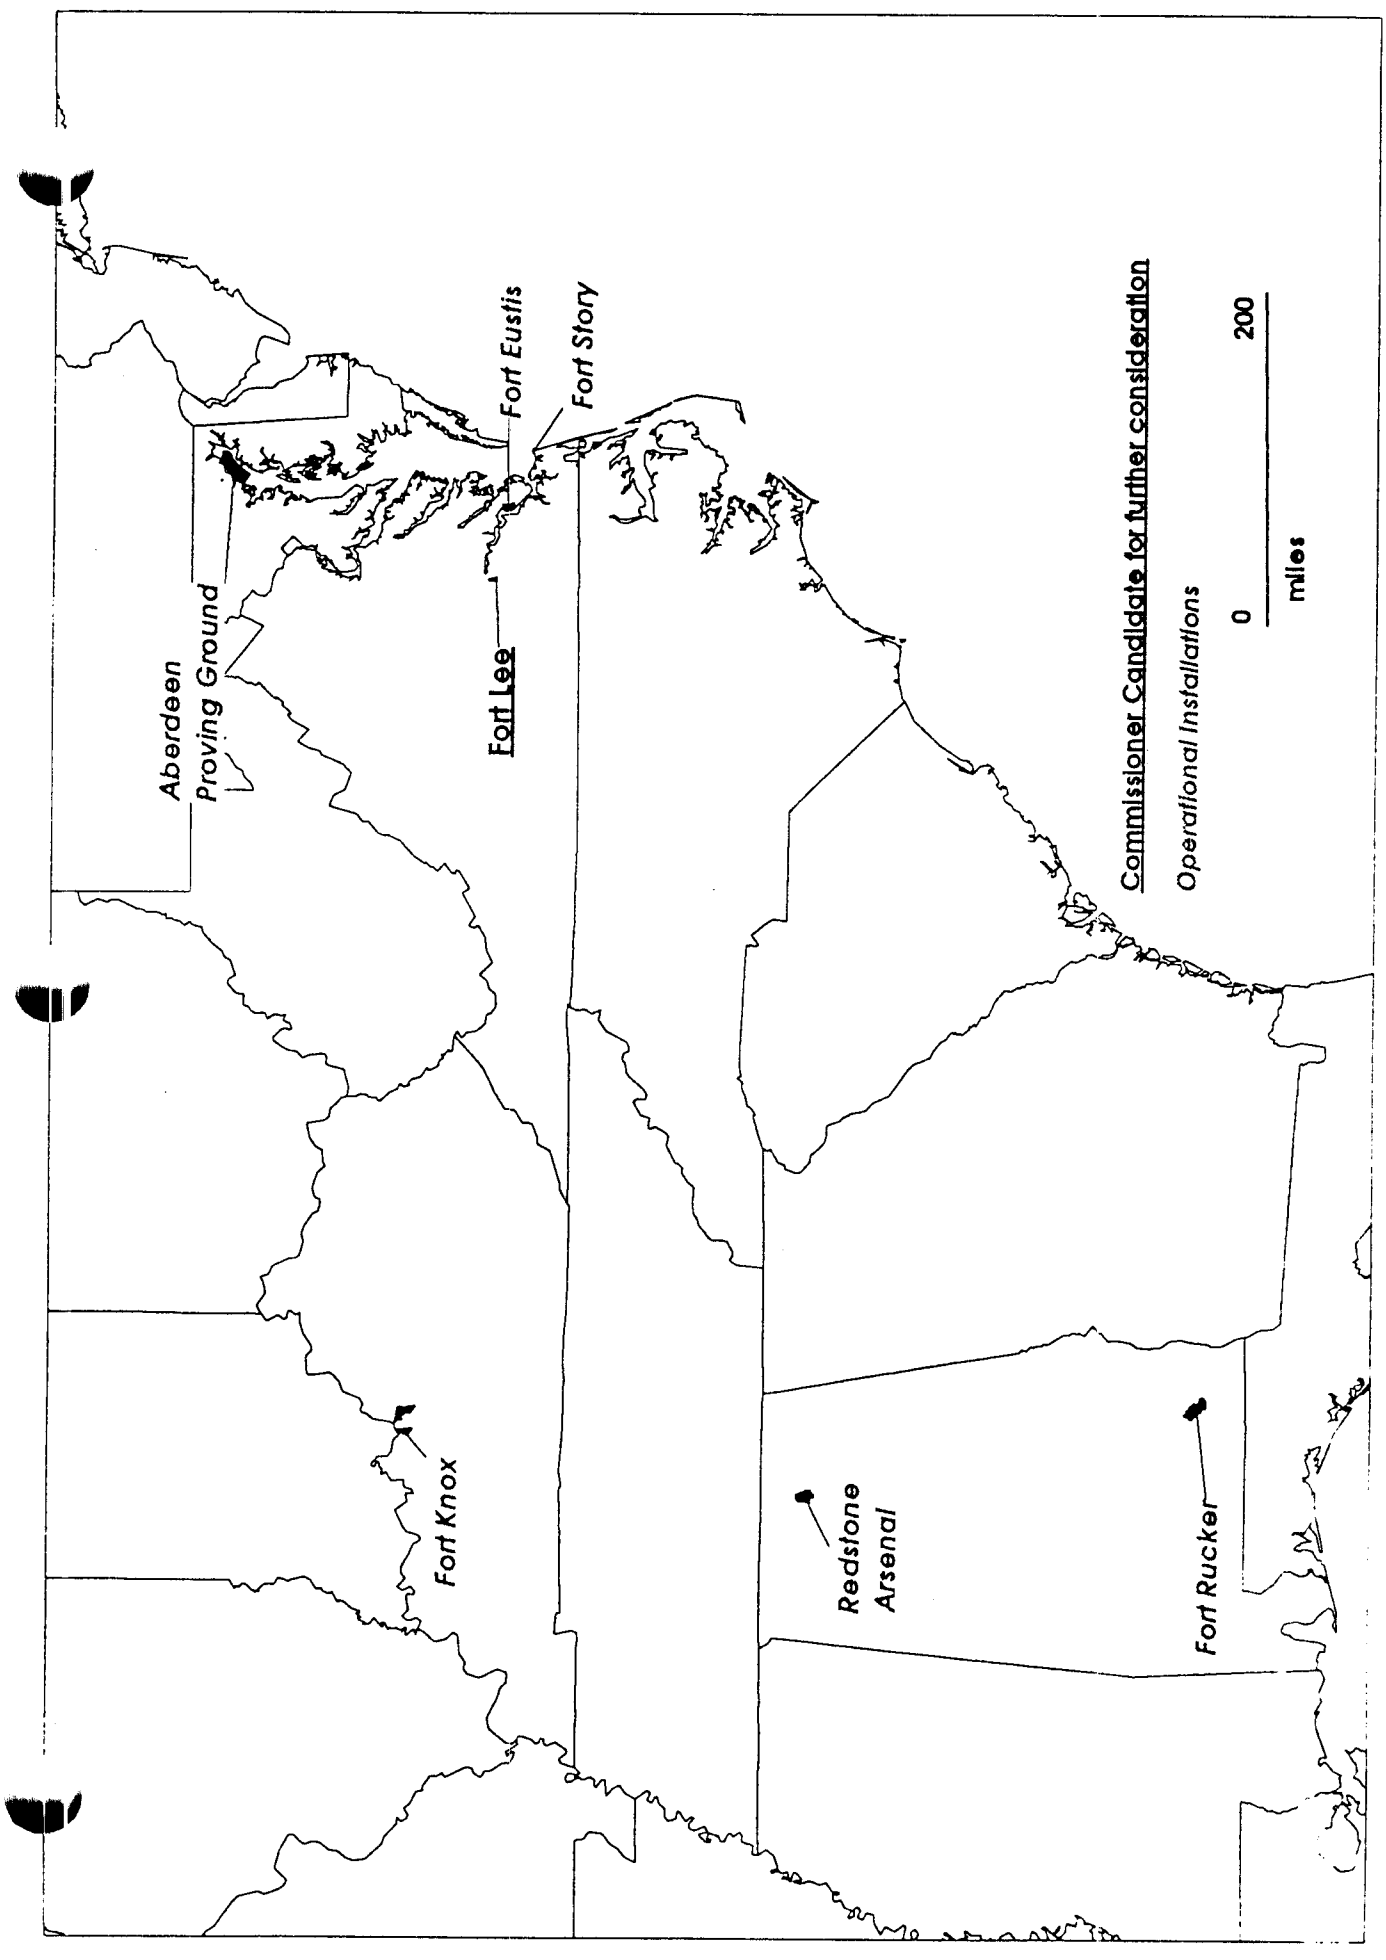 Aberdeen
Proving Ground
Fort Eustis
Fort Story
Fort Lee
Fort Knox
Redstone
Arsenal
Fort Rucker
Commissioner Candidate for further consideration
Operational Installations
0 200
miles